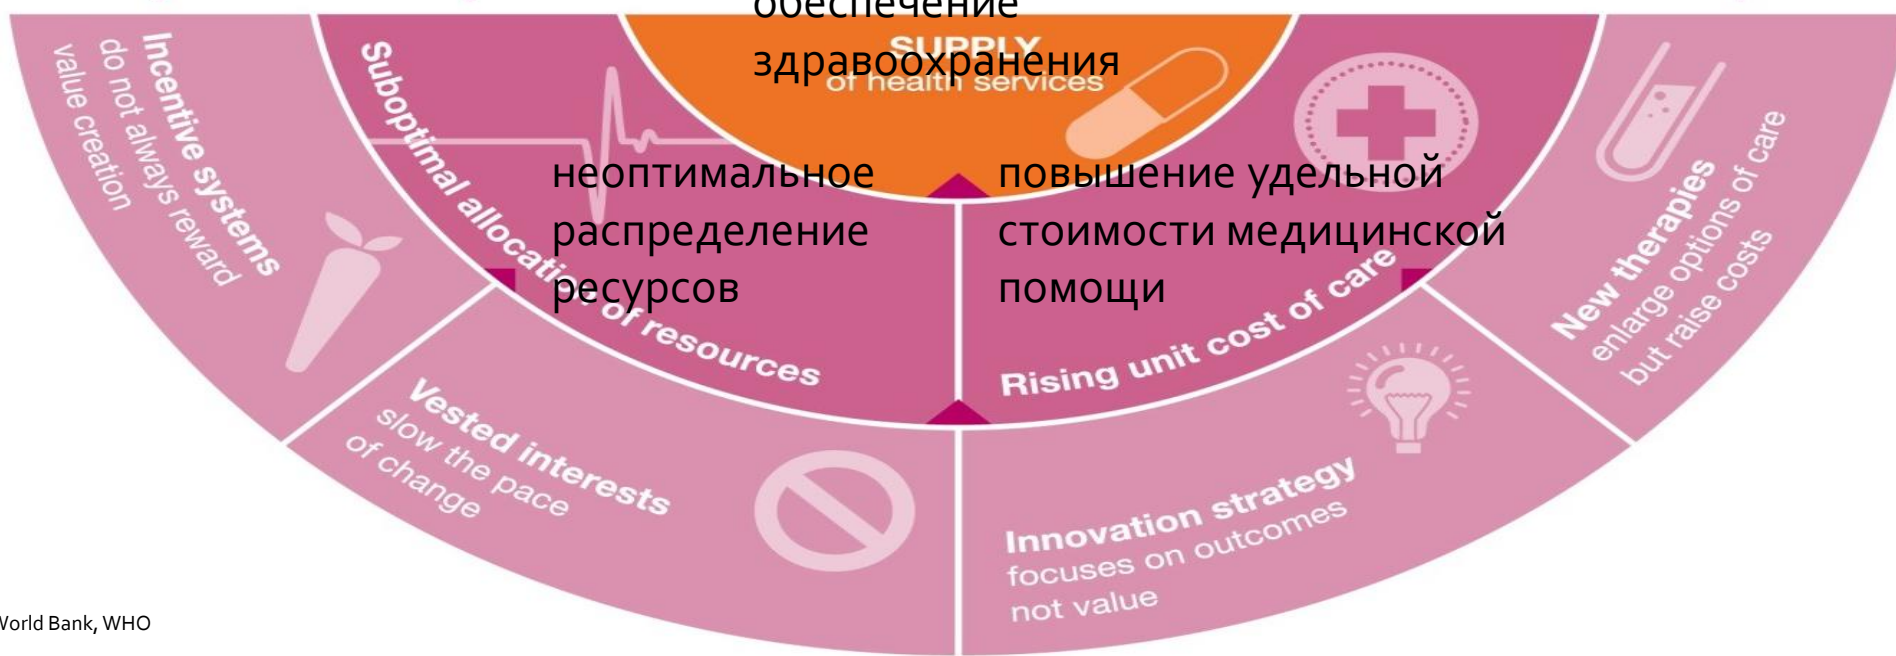 обеспечение
здравоохранения
SUPPLY
of health services
Incentive systems
do not always reward
value creation
Suboptimal allocation of resources
неоптимальное
распределение
ресурсов
повышение удельной
стоимости медицинской
помощи
Rising unit cost of care
New therapies
enlarge options of care
but raise costs
Vested interests
slow the pace
of change
Innovation strategy
focuses on outcomes
not value
World Bank, WHO